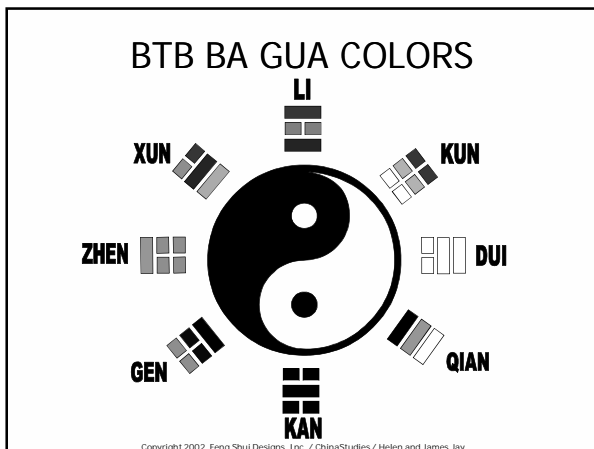 BTB BA GUA COLORS
LI
XUN
KUN
ZHEN
DUI
GEN
QIAN
KAN
Copyright 2002, Feng Shui Designs, Inc. / ChinaStudies / Helen and James Jay